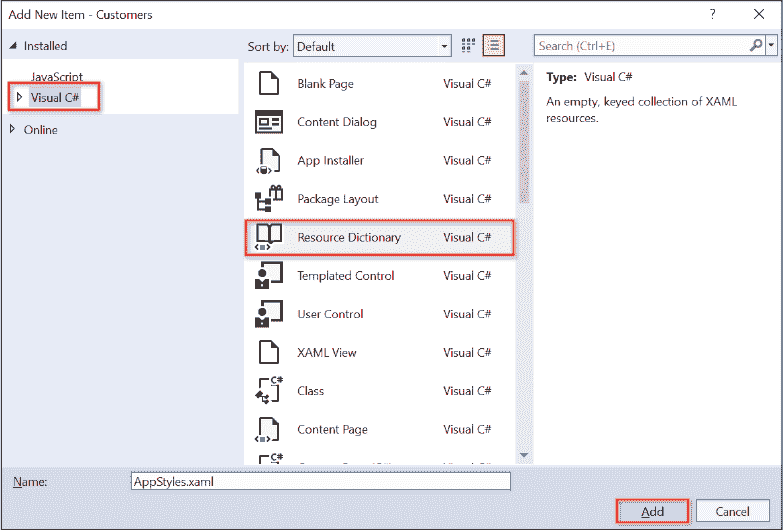 Add New Item - Customers
?
Installed
JavaScript
Visual C#
Online
Sort by: Default
Search (Ctrl+E)
Blank Page Visual C#
Content Dialog Visual C#
App Installer Visual C#
Package Layout Visual C#
Resource Dictionary Visual C#
Templated Control Visual C#
User Control Visual C#
XAML View Visual C#
C#
Class Visual C#
Content Page Visual C#
C#
Type: Visual C#
An empty, keyed collection of XAML
resources.
Name: AppStyles.xaml
Add Cancel